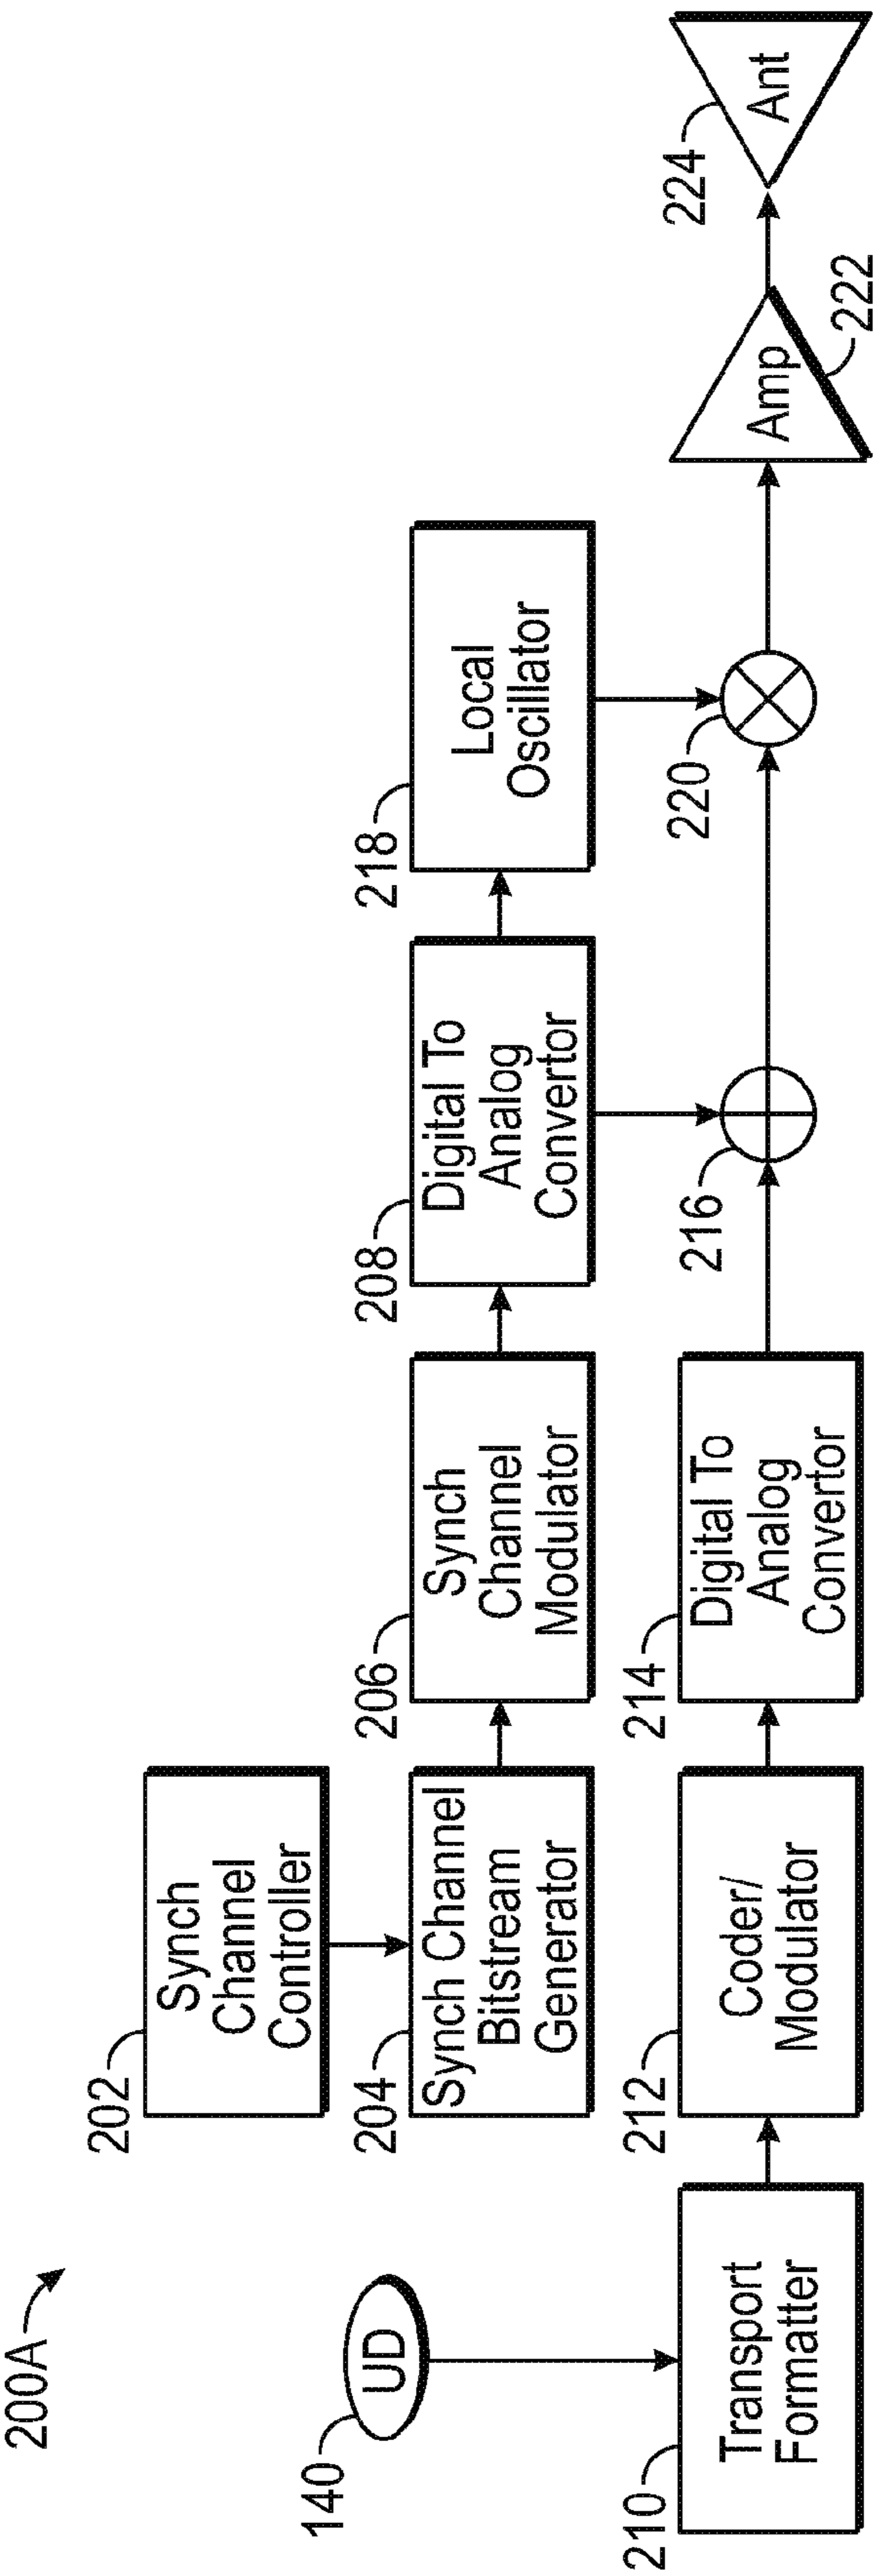 200A
202
Synch
Channel
Controller
140
UD
204
Synch Channel
Bitstream
Generator
206
Synch
Channel
Modulator
208
Digital To
Analog
Convertor
218
Local
Oscillator
210
Transport
Formatter
212
Coder/
Modulator
214
Digital To
Analog
Convertor
216
220
Amp
222
224
Ant